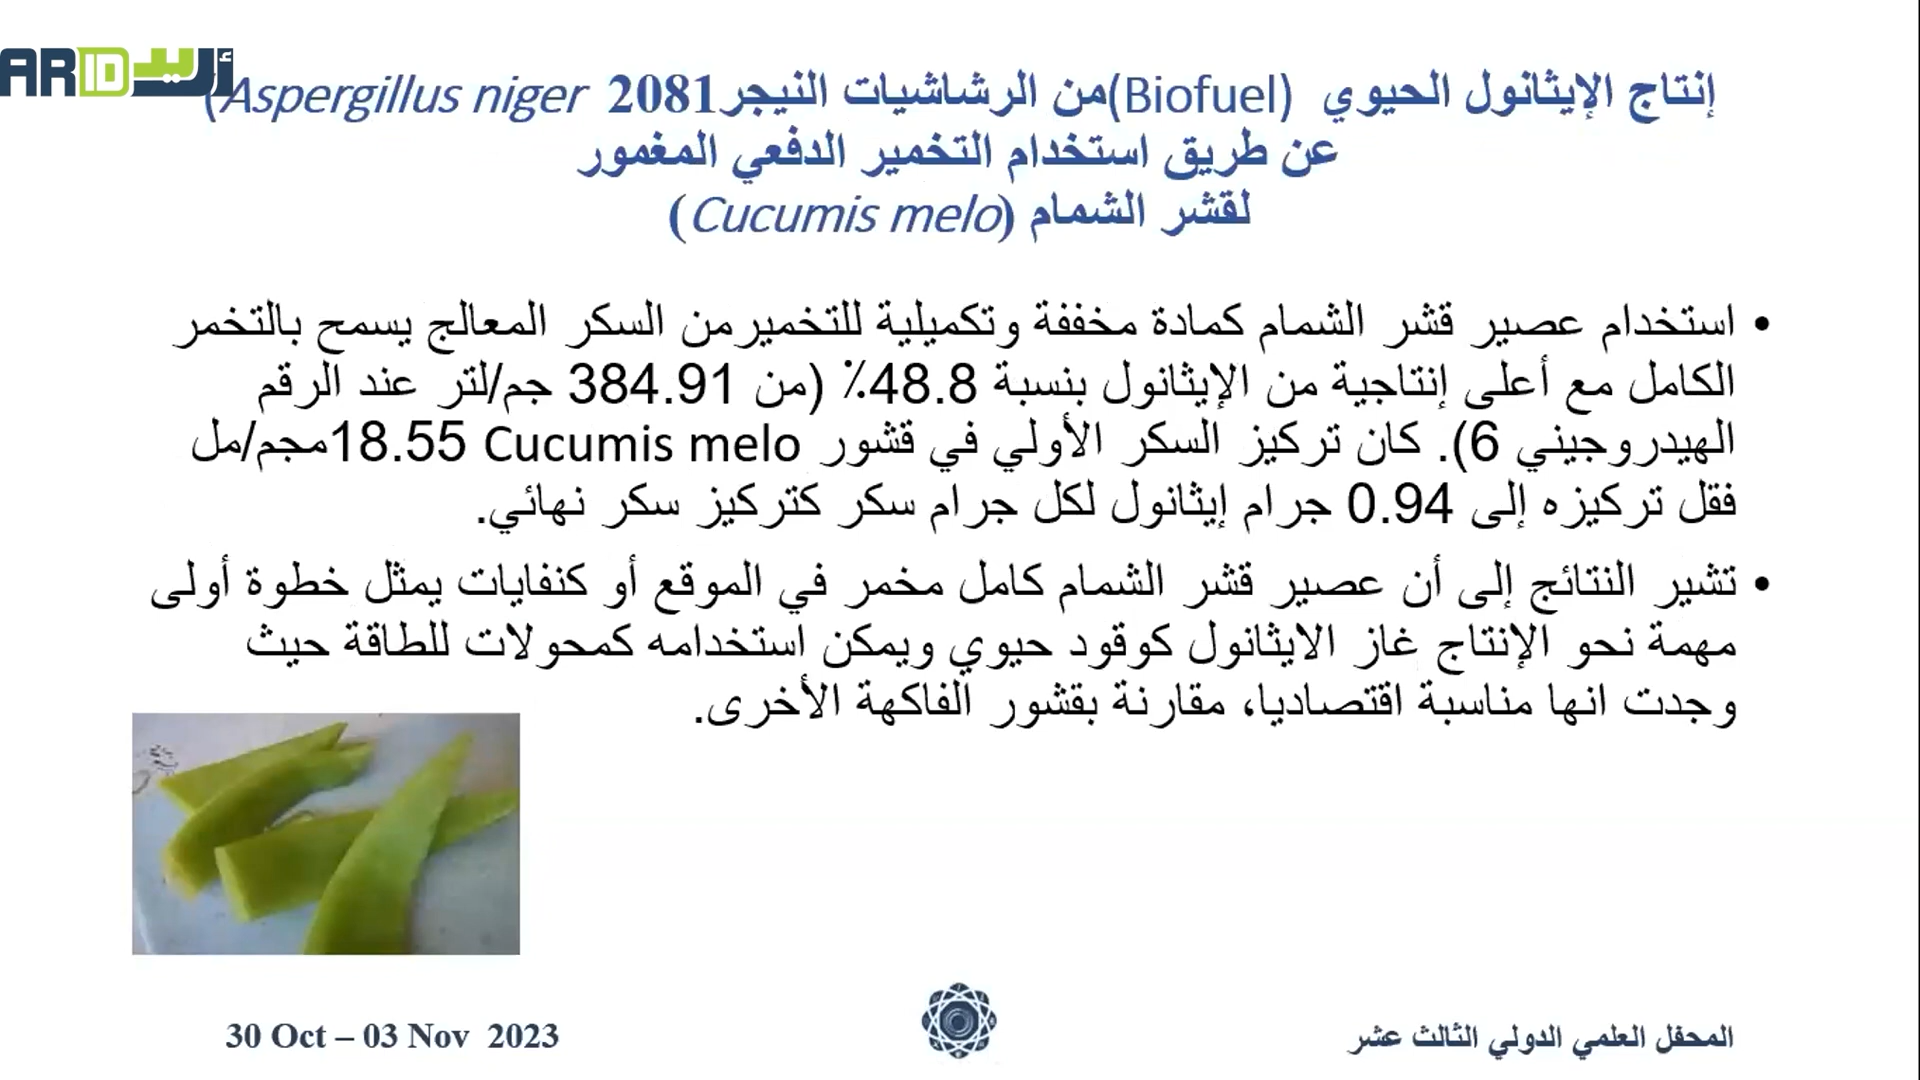 ARID أريد
إنتاج الإيثانول الحيوي (Biofuel)من الرشاشيات النيجر2081 Aspergillus niger)
عن طريق استخدام التخمير الدفعي المغمور
لقشر الشمام (Cucumis melo)
• استخدام عصير قشر الشمام كمادة مخففة وتكميلية للتخميرمن السكر المعالج يسمح بالتخمر
الكامل مع أعلى إنتاجية من الإيثانول بنسبة 48.8٪ (من 384.91 جم/لتر عند الرقم
الهيدروجيني 6). كان تركيز السكر الأولي في قشور Cucumis melo 18.55مجم/مل
فقل تركيزه إلى 0.94 جرام إيثانول لكل جرام سكر كتركيز سكر نهائي.
• تشير النتائج إلى أن عصير قشر الشمام كامل مخمر في الموقع أو كنفايات يمثل خطوة أولى
مهمة نحو الإنتاج غاز الايثانول كوقود حيوي ويمكن استخدامه كمحولات للطاقة حيث
وجدت انها مناسبة اقتصاديا، مقارنة بقشور الفاكهة الأخرى.
المحفل العلمي الدولي الثالث عشر
30 Oct – 03 Nov 2023